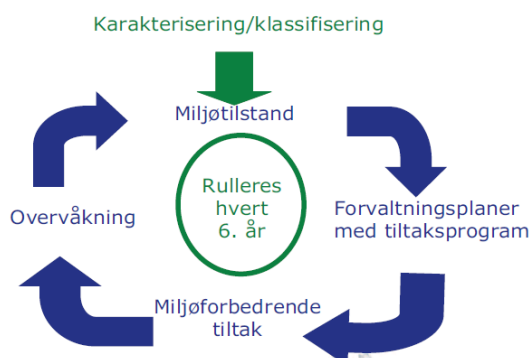 Karakterisering/klassifisering
Miljøtilstand
Rulleres
hvert
6. år
Overvåkning
Forvaltningsplaner
med tiltaksprogram
Miljøforbedrende
tiltak